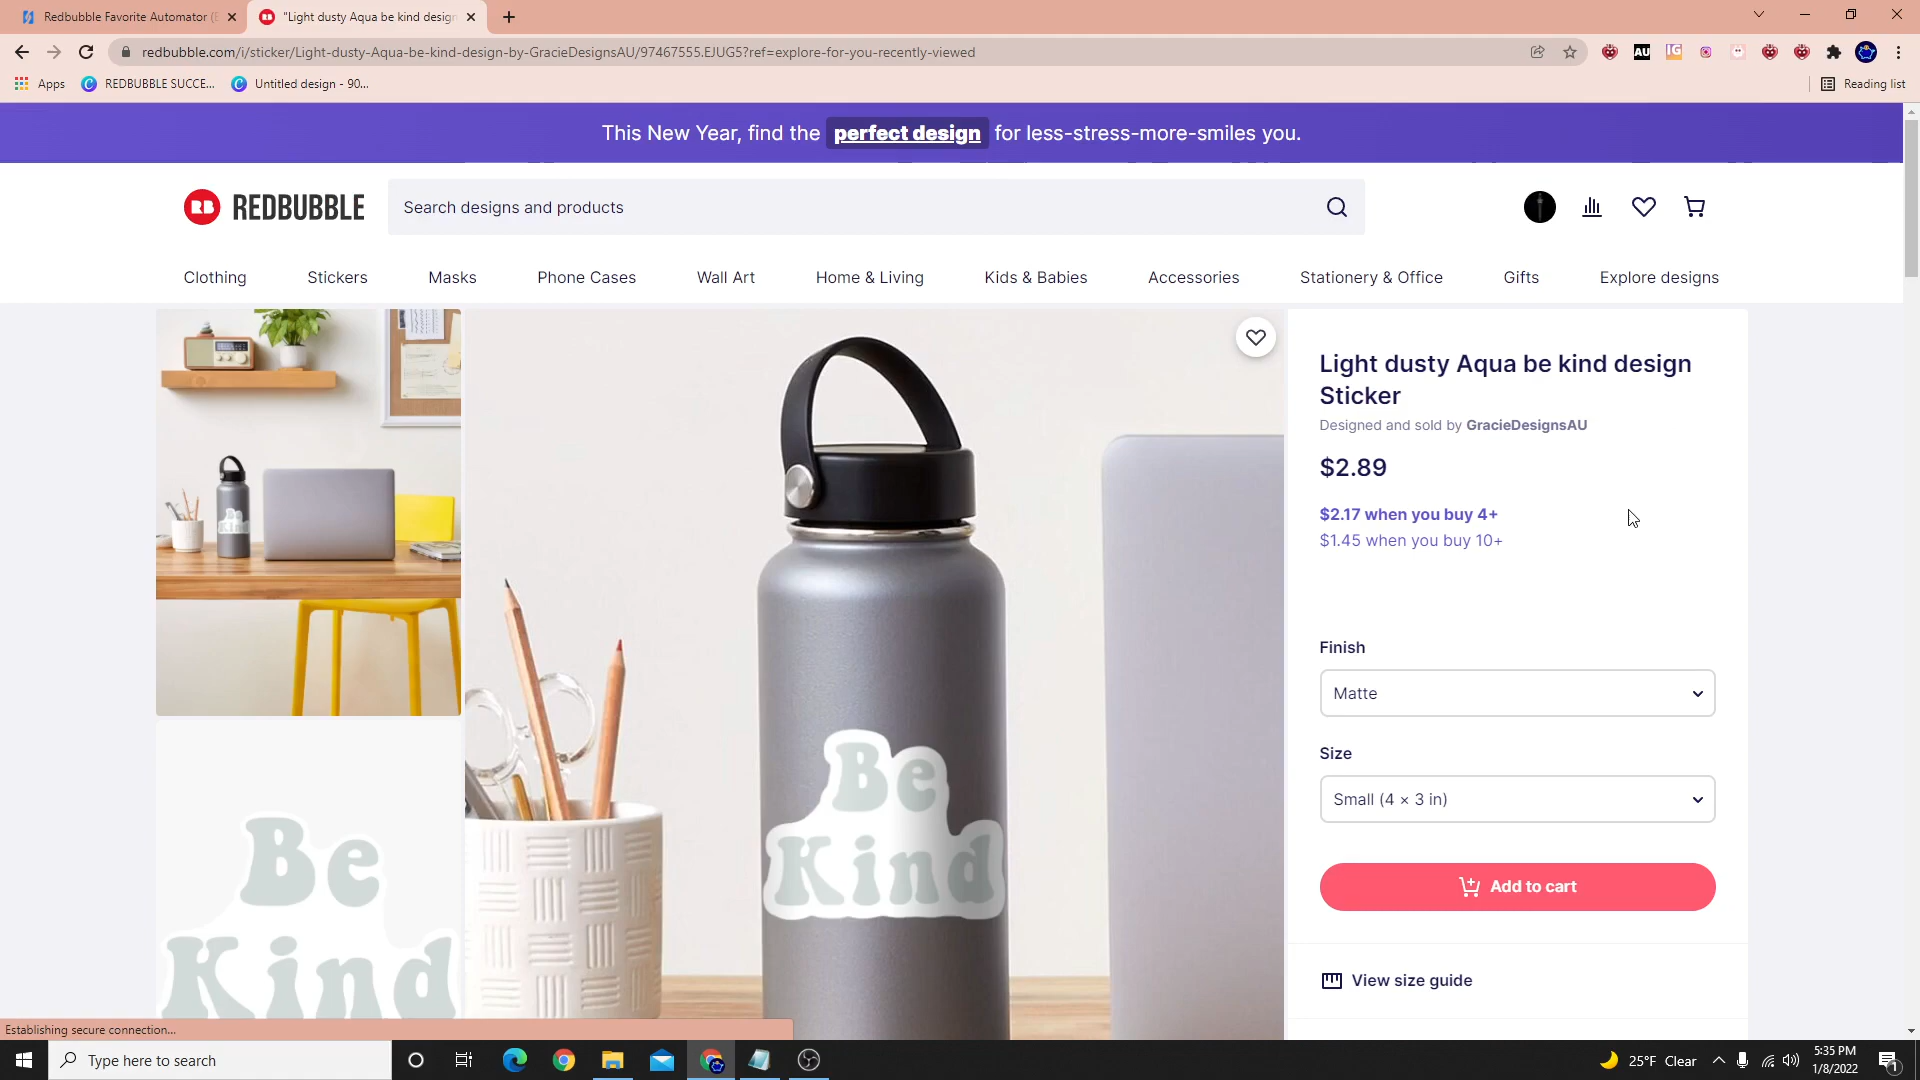 Redbubble Favorite Automator (E
"Light dusty Aqua be kind design
redbubble.com/i/sticker/Light-dusty-Aqua-be-kind-design-by-GracieDesignsAU/97467555.EJUG5?ref=explore-for-you-recently-viewed
AU
IG
Apps
REDBUBBLE SUCCE...
Untitled design - 90...
Reading list
This New Year, find the perfect design for less-stress-more-smiles you.
RB REDBUBBLE
Search designs and products
Clothing Stickers Masks Phone Cases Wall Art Home & Living Kids & Babies Accessories Stationery & Office Gifts Explore designs
Light dusty Aqua be kind design
Sticker
Designed and sold by GracieDesignsAU
$2.89
$2.17 when you buy 4+
$1.45 when you buy 10+
Finish
Matte
Size
Small (4 × 3 in)
Add to cart
View size guide
Be
Kind
Be
Kind
Be
Kind
Establishing secure connection...
Type here to search
25°F Clear
5:35 PM
1/8/2022
1